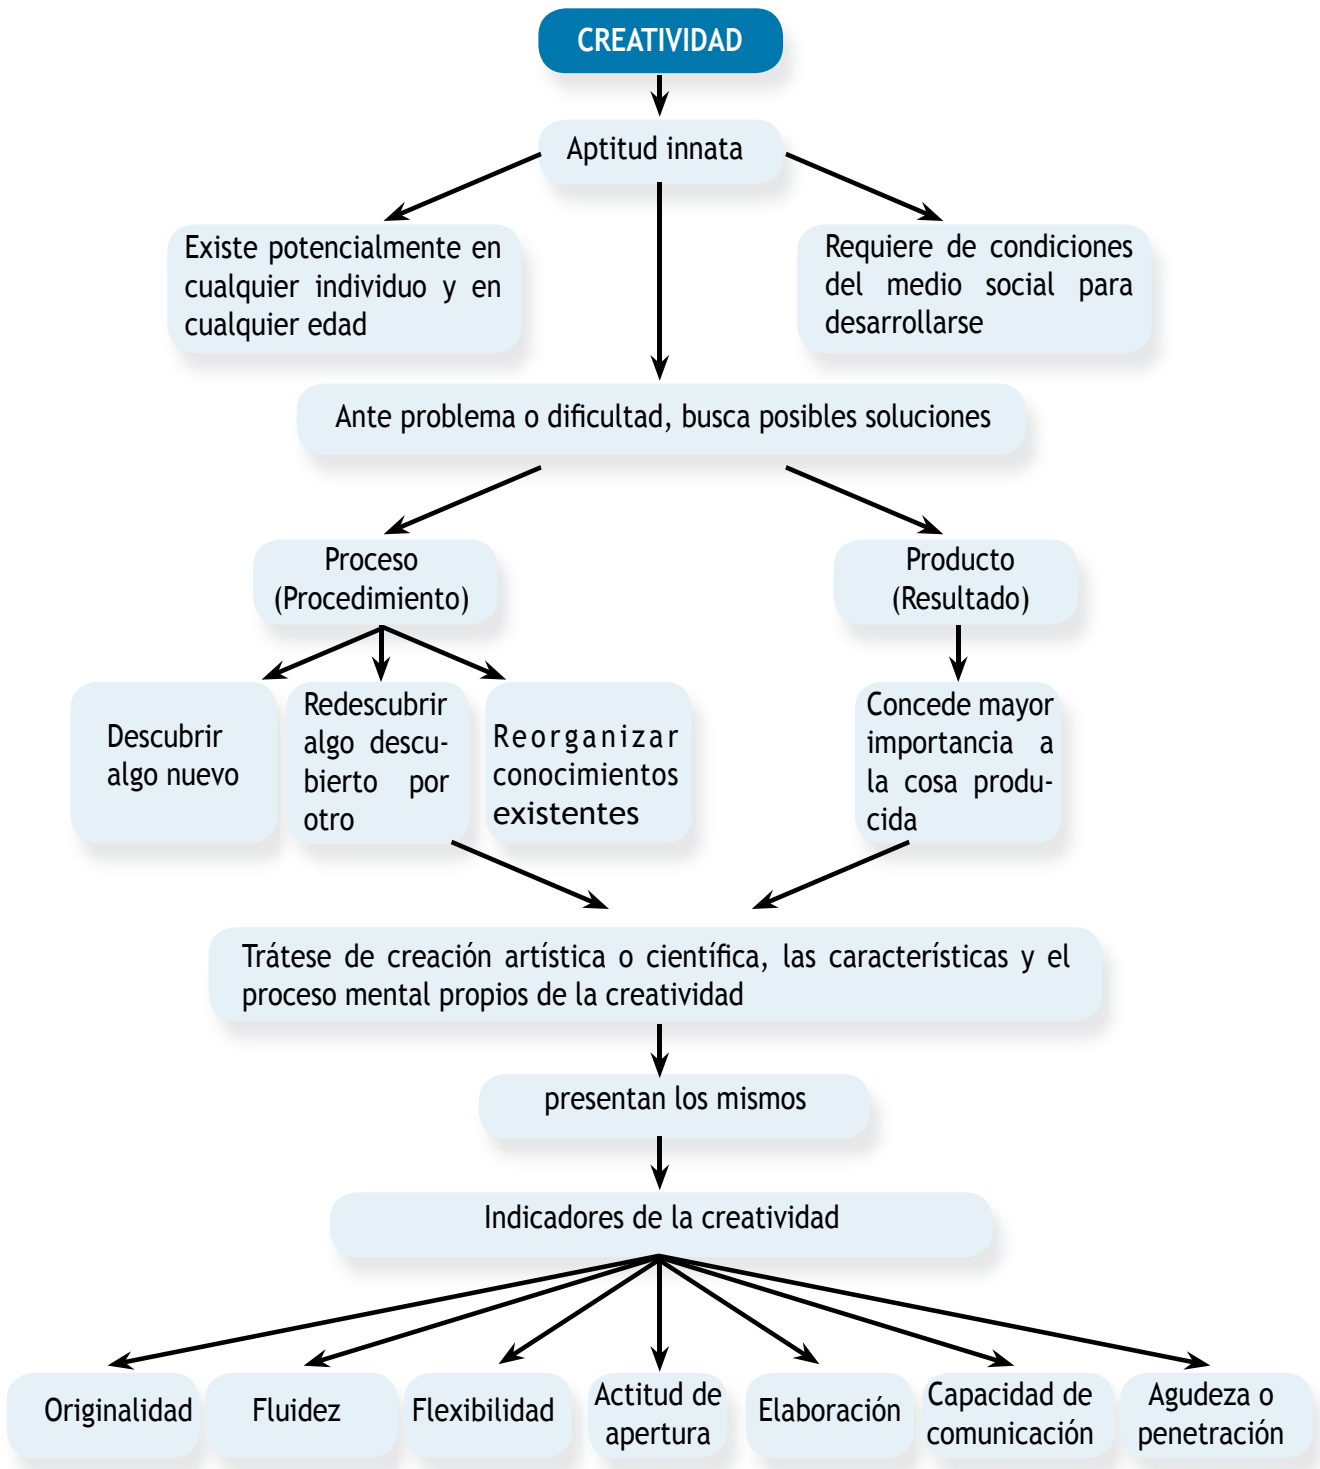 CREATIVIDAD
Aptitud innata
Existe potencialmente en
cualquier individuo y en
cualquier edad
Requiere de condiciones
del medio social para
desarrollarse
Ante problema o dificultad, busca posibles soluciones
Proceso
(Procedimiento)
Producto
(Resultado)
Descubrir
algo nuevo
Redescubrir
algo descu-
bierto por
otro
Reorganizar
conocimientos
existentes
Concede mayor
importancia a
la cosa produ-
cida
Trátese de creación artística o científica, las características y el
proceso mental propios de la creatividad
presentan los mismos
Indicadores de la creatividad
Originalidad
Fluidez
Flexibilidad
Actitud de
apertura
Elaboración
Capacidad de
comunicación
Agudeza o
penetración